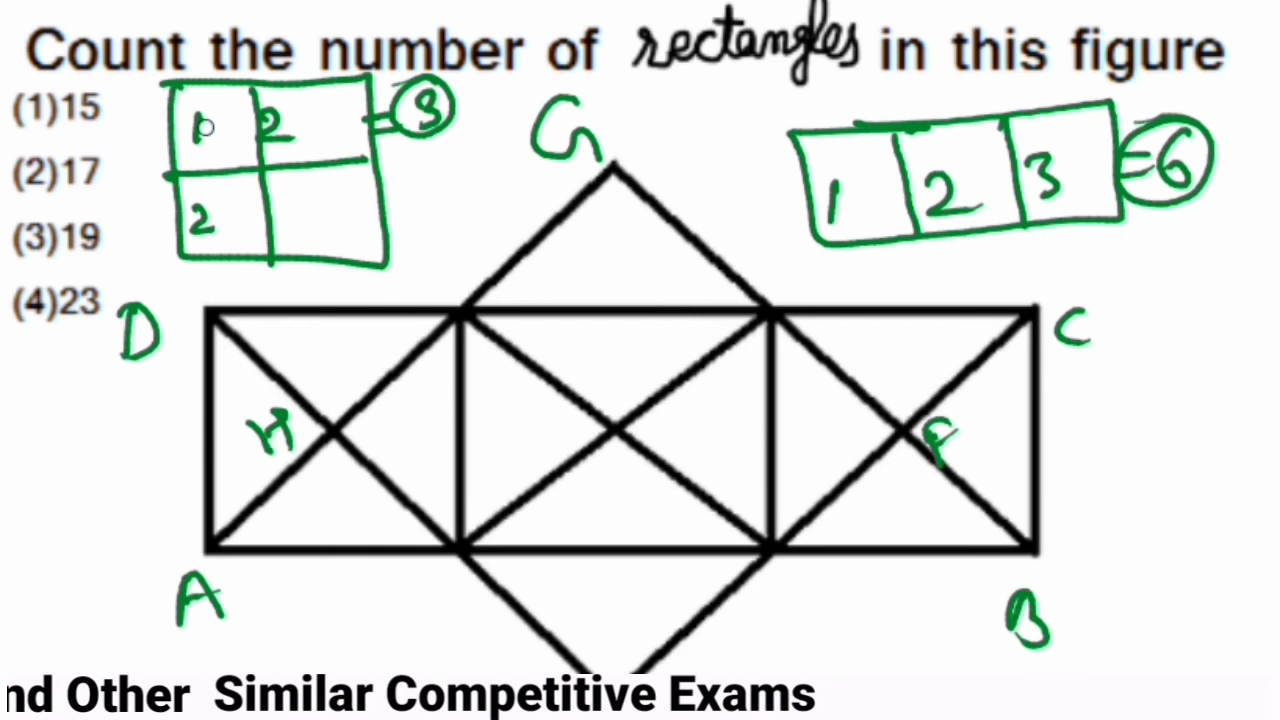 Count the number of rectangles in this figure
(1)15
(2)17
(3)19
(4)23
1 2 = 3
2
G
1 2 3 = 6
D
C
H
F
A
B
nd Other Similar Competitive Exams